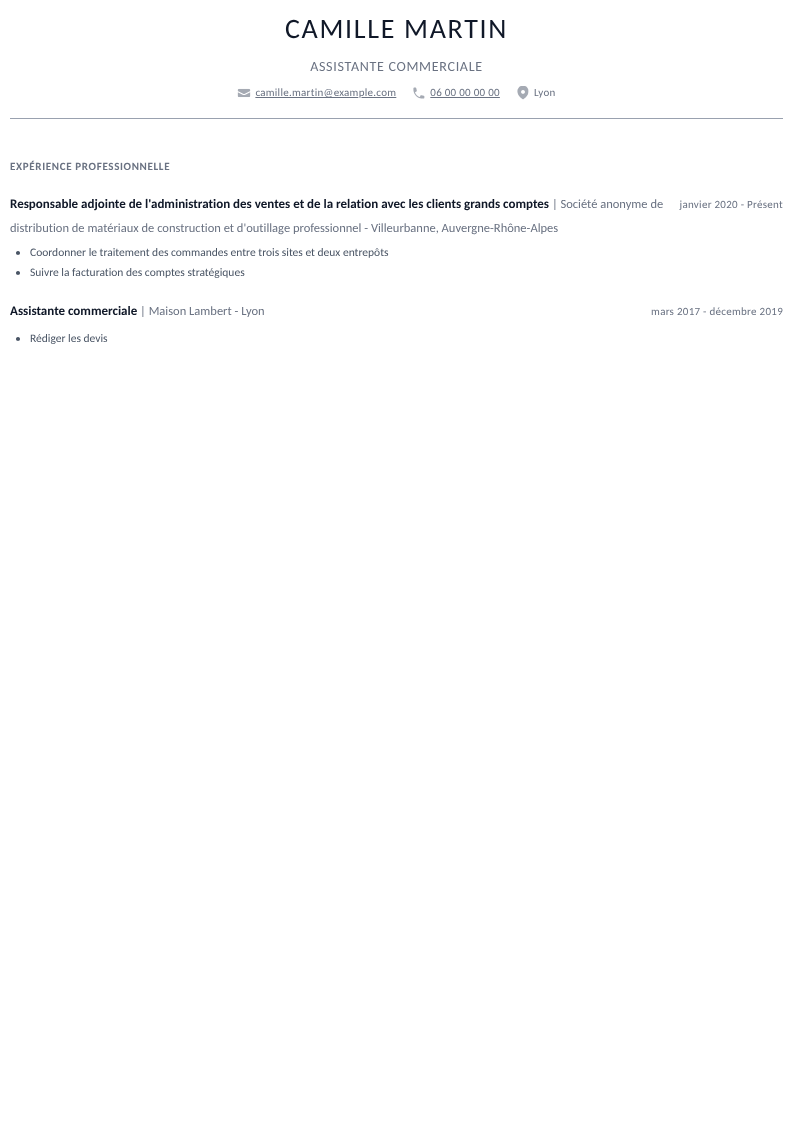 CAMILLE MARTIN
ASSISTANTE COMMERCIALE
camille.martin@example.com 06 00 00 00 00 Lyon
EXPÉRIENCE PROFESSIONNELLE
Responsable adjointe de l'administration des ventes et de la relation avec les clients grands comptes | Société anonyme de janvier 2020 - Présent
distribution de matériaux de construction et d'outillage professionnel - Villeurbanne, Auvergne-Rhône-Alpes
• Coordonner le traitement des commandes entre trois sites et deux entrepôts
• Suivre la facturation des comptes stratégiques
Assistante commerciale | Maison Lambert - Lyon mars 2017 - décembre 2019
• Rédiger les devis